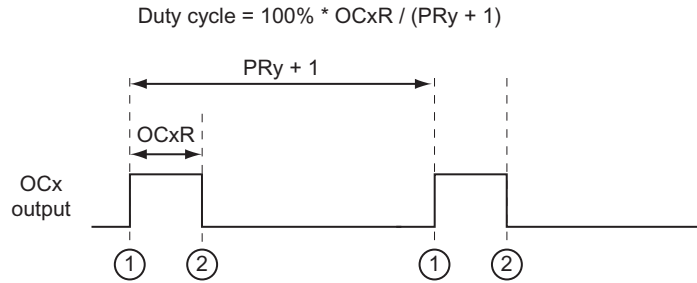 Duty cycle = 100% * OCxR / (PRy + 1)
PRy + 1
OCxR
OCx
output
1 2 1 2